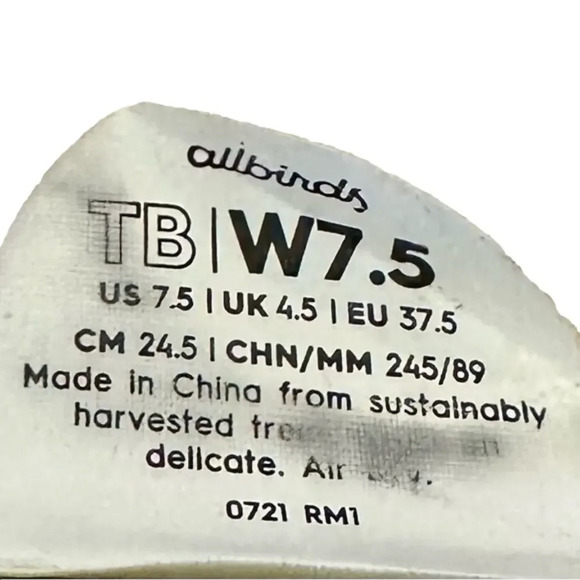 allbirds
TB | W7.5
US 7.5 | UK 4.5 | EU 37.5
CM 24.5 | CHN/MM 245/89
Made in China from sustainably
harvested
delicate. Air
0721 RM1